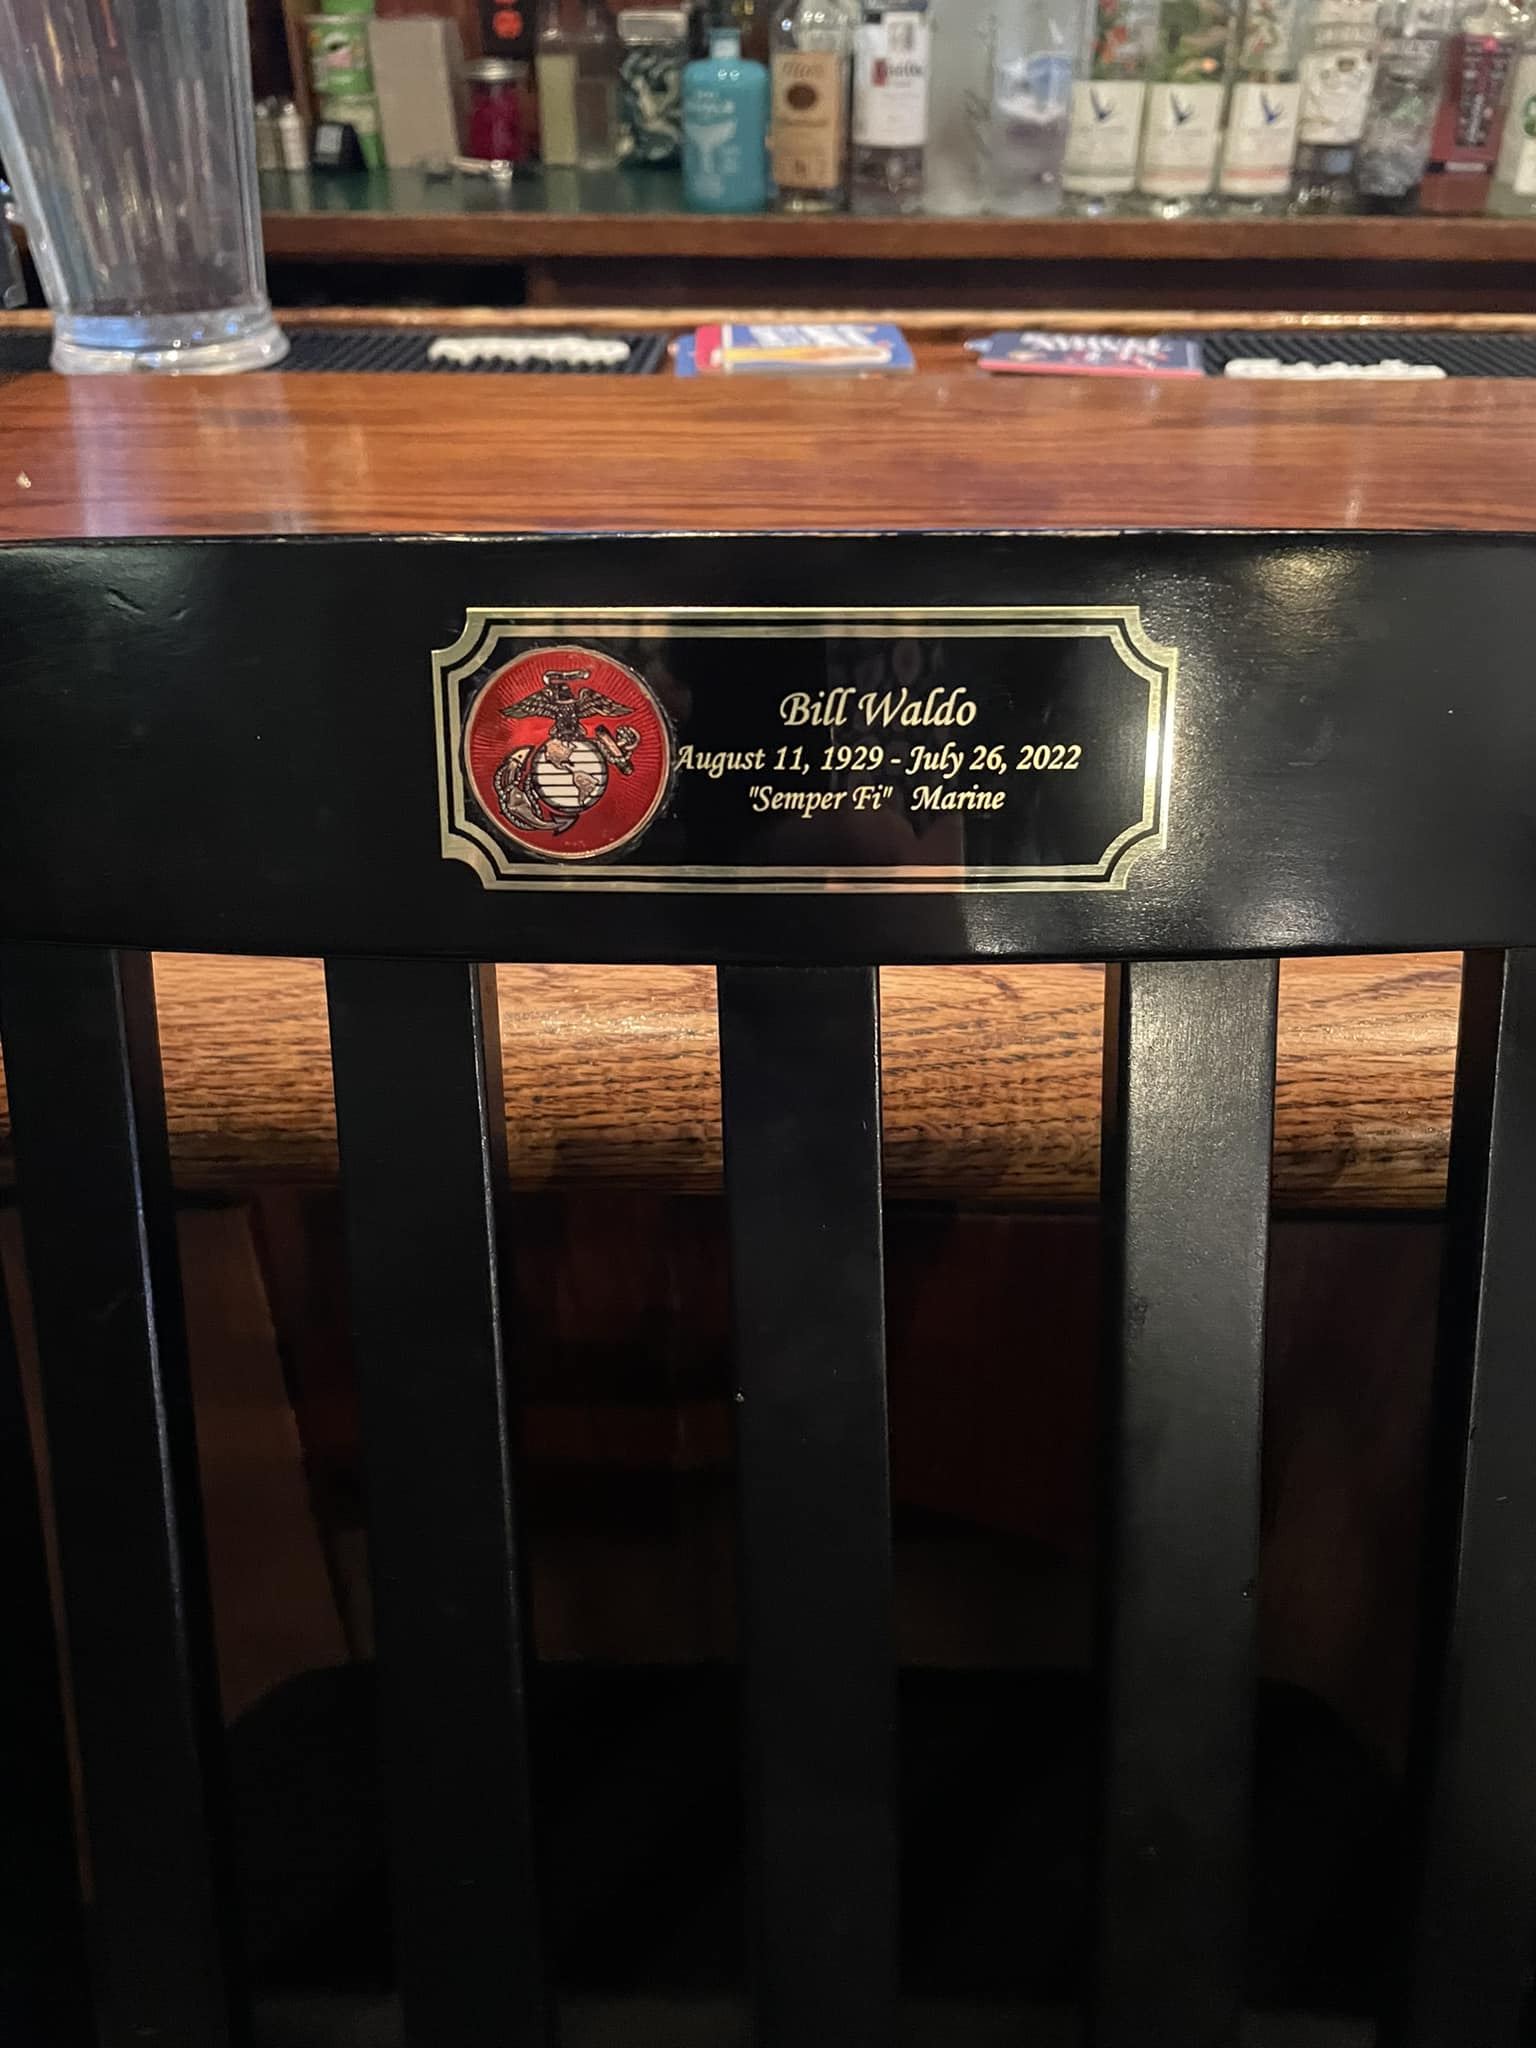 Bill Waldo
August 11, 1929 - July 26, 2022
"Semper Fi" Marine